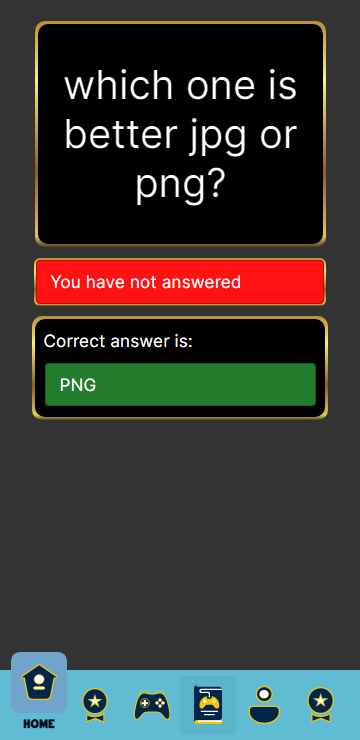 which one is
better jpg or
png?
You have not answered
Correct answer is:
PNG
HOME